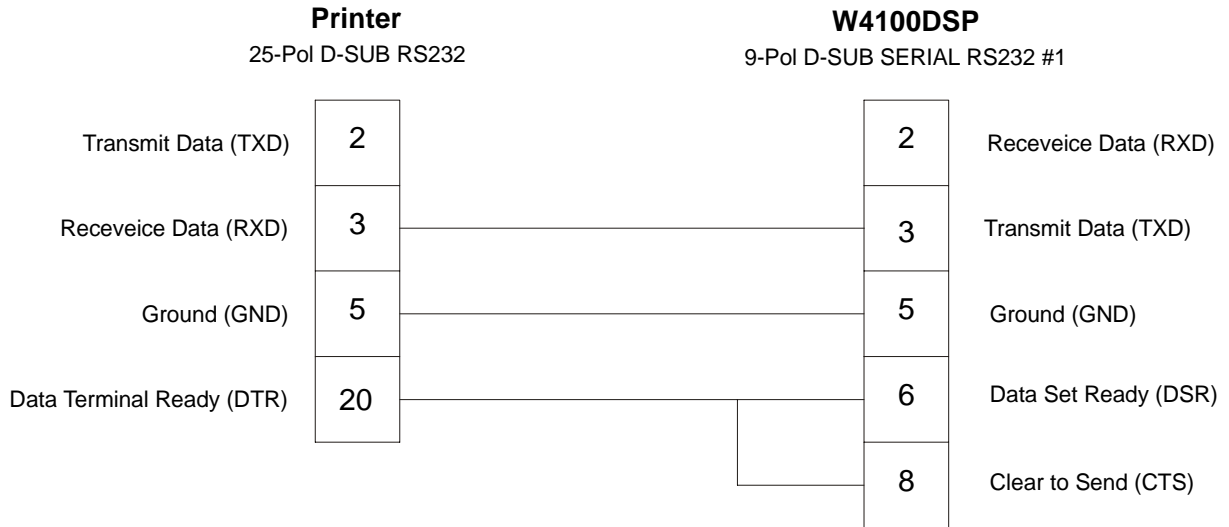 Printer
25-Pol D-SUB RS232
W4100DSP
9-Pol D-SUB SERIAL RS232 #1
Transmit Data (TXD) 2 2 Receveice Data (RXD)
Receveice Data (RXD) 3 3 Transmit Data (TXD)
Ground (GND) 5 5 Ground (GND)
Data Terminal Ready (DTR) 20 6 Data Set Ready (DSR)
8 Clear to Send (CTS)